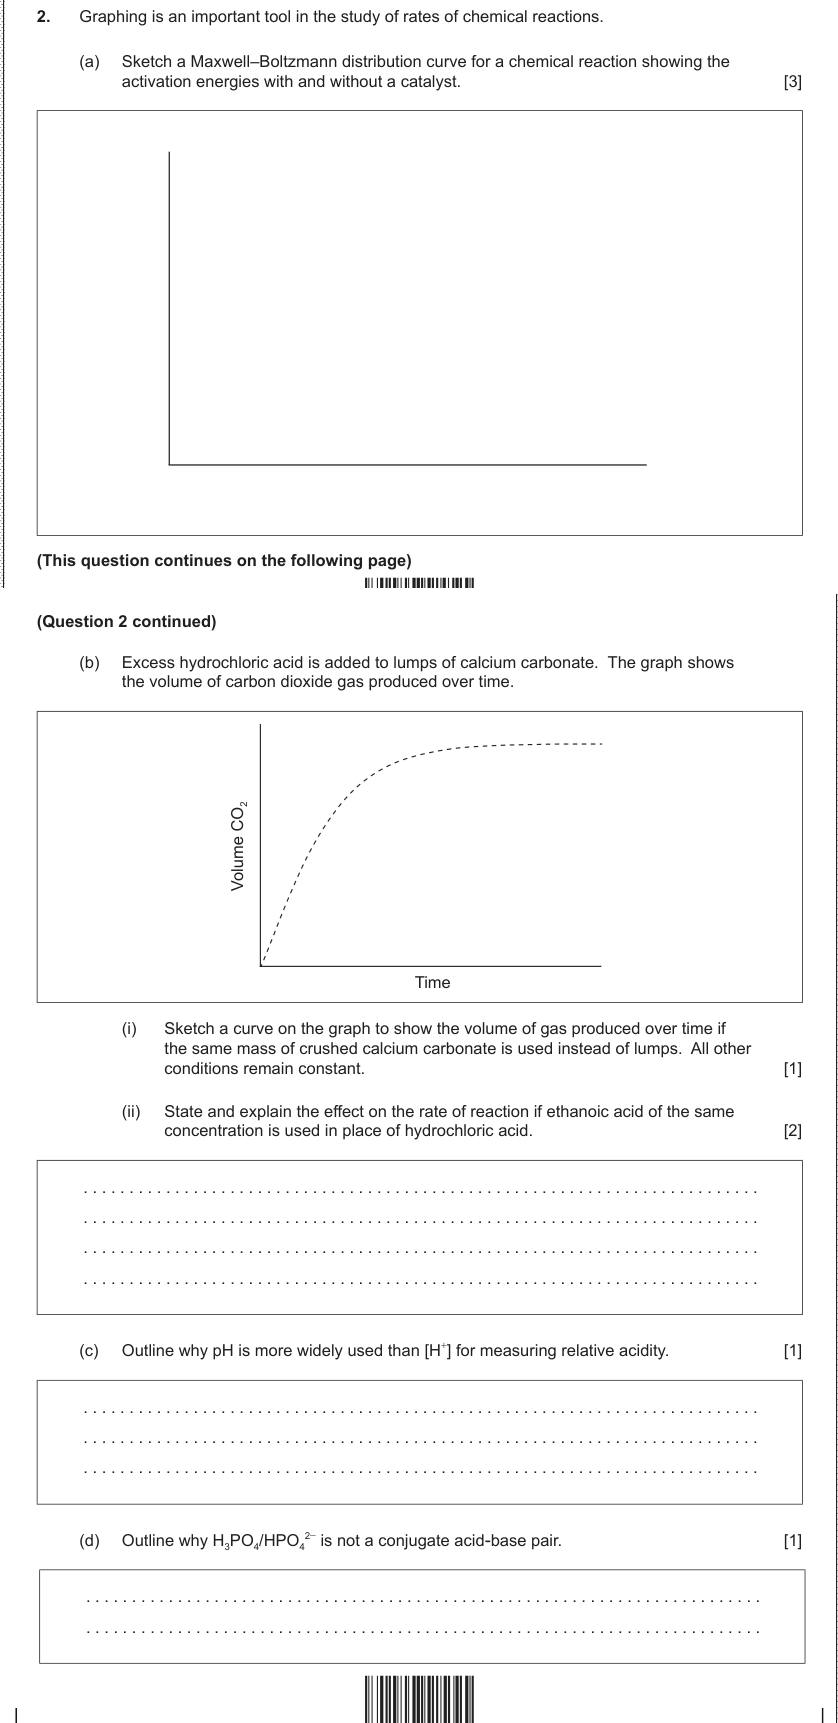 2. Graphing is an important tool in the study of rates of chemical reactions.
(a) Sketch a Maxwell–Boltzmann distribution curve for a chemical reaction showing the
activation energies with and without a catalyst. [3]
(This question continues on the following page)
(Question 2 continued)
(b) Excess hydrochloric acid is added to lumps of calcium carbonate. The graph shows
the volume of carbon dioxide gas produced over time.
Volume CO₂
Time
(i) Sketch a curve on the graph to show the volume of gas produced over time if
the same mass of crushed calcium carbonate is used instead of lumps. All other
conditions remain constant. [1]
(ii) State and explain the effect on the rate of reaction if ethanoic acid of the same
concentration is used in place of hydrochloric acid. [2]
(c) Outline why pH is more widely used than [H⁺] for measuring relative acidity. [1]
(d) Outline why H₃PO₄/HPO₄²⁻ is not a conjugate acid-base pair. [1]